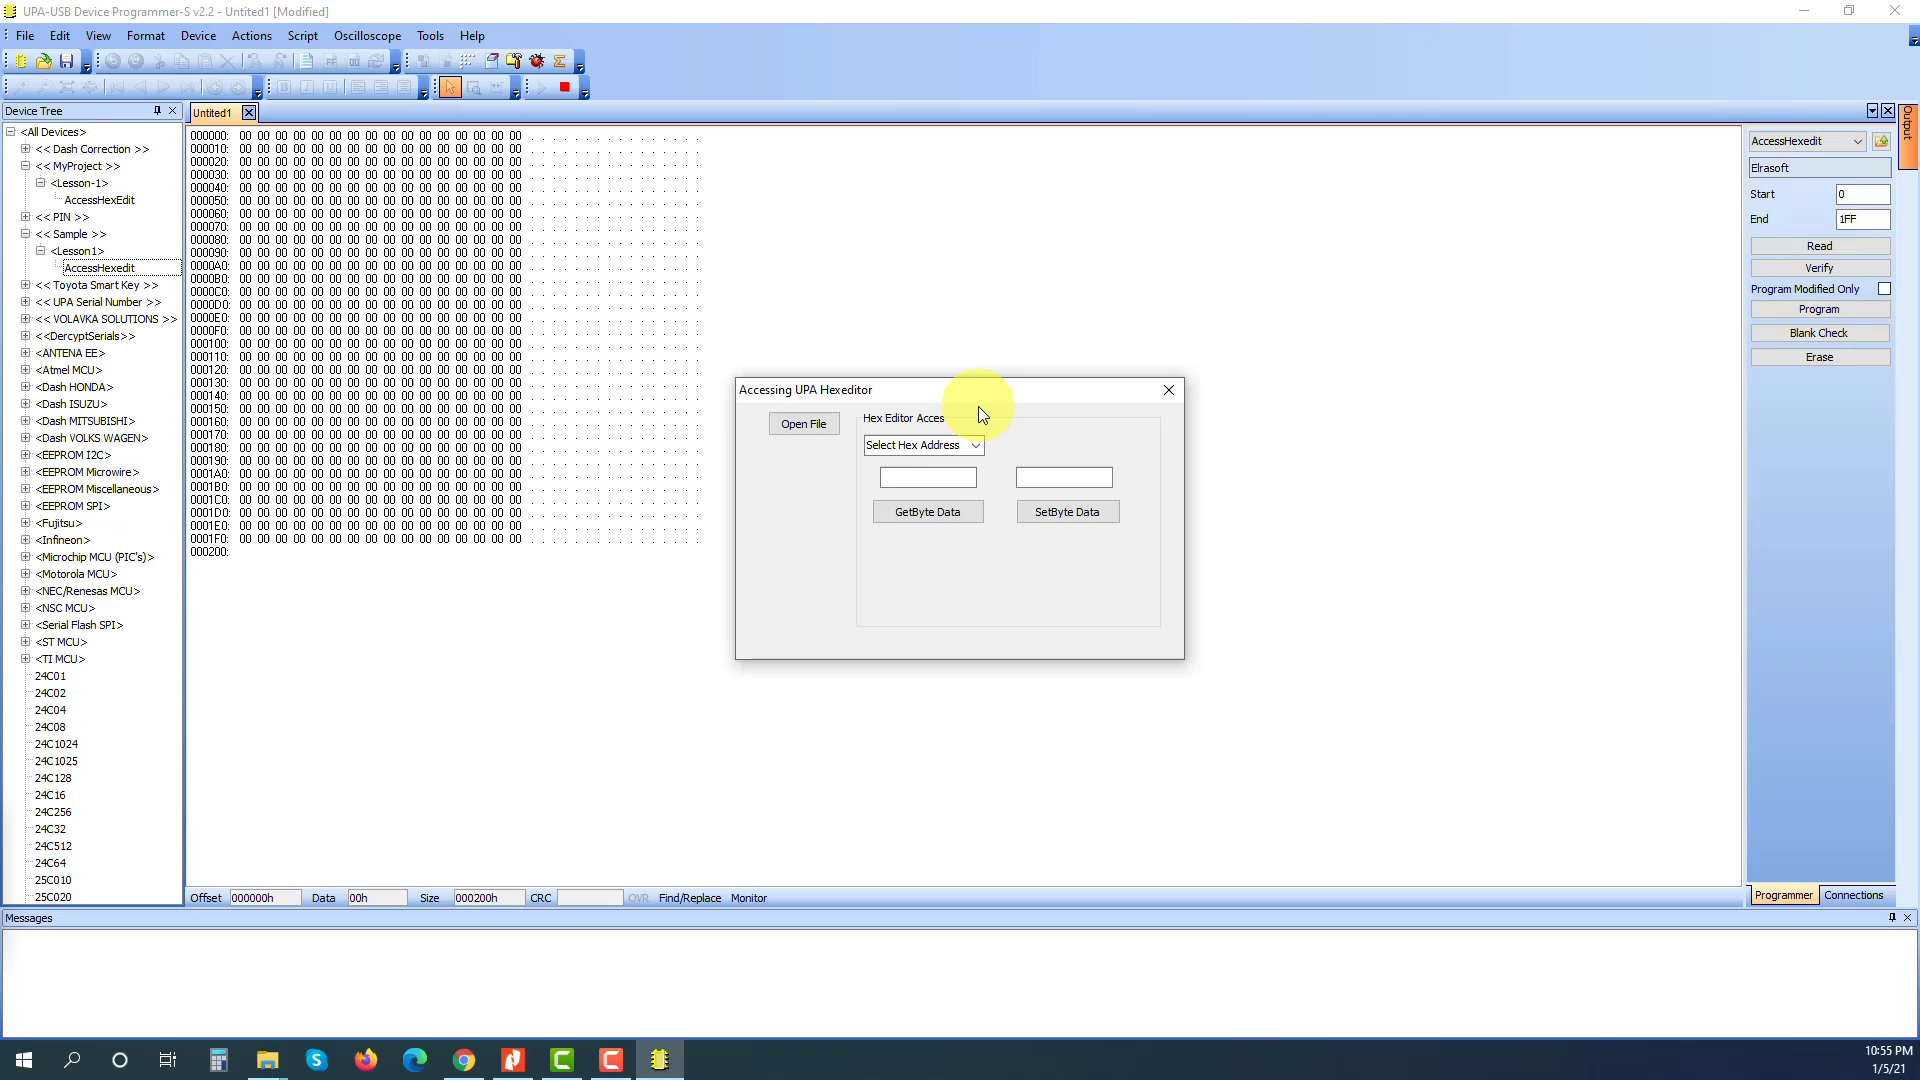 UPA-USB Device Programmer-S v2.2 - Untited1 [Modified]
File Edit View Format Device Actions Script Oscilloscope Tools Help
Device Tree
<All Devices>
<< Dash Correction >>
<< MyProject >>
<Lesson-1>
AccessHexEdit
<< PIN >>
<< Sample >>
<Lesson1>
AccessHexedit
<< Toyota Smart Key >>
<< UPA Serial Number >>
<< VOLAVKA SOLUTIONS >>
<<DercyptSerials>>
<ANTENA EE>
<Atmel MCU>
<Dash HONDA>
<Dash ISUZU>
<Dash MITSUBISHI>
<Dash VOLKS WAGEN>
<EEPROM I2C>
<EEPROM Microwire>
<EEPROM Miscellaneous>
<EEPROM SPI>
<Fujitsu>
<Infineon>
<Microchip MCU (PIC's)>
<Motorola MCU>
<NEC/Renesas MCU>
<NSC MCU>
<Serial Flash SPI>
<ST MCU>
<TI MCU>
24C01
24C02
24C04
24C08
24C1024
24C1025
24C128
24C16
24C256
24C32
24C512
24C64
25C010
25C020
Untited1
000000: 00 00 00 00 00 00 00 00 00 00 00 00 00 00 00 00 . . . . . . . . . . . . . . . .
000010: 00 00 00 00 00 00 00 00 00 00 00 00 00 00 00 00 . . . . . . . . . . . . . . . .
000020: 00 00 00 00 00 00 00 00 00 00 00 00 00 00 00 00 . . . . . . . . . . . . . . . .
000030: 00 00 00 00 00 00 00 00 00 00 00 00 00 00 00 00 . . . . . . . . . . . . . . . .
000040: 00 00 00 00 00 00 00 00 00 00 00 00 00 00 00 00 . . . . . . . . . . . . . . . .
000050: 00 00 00 00 00 00 00 00 00 00 00 00 00 00 00 00 . . . . . . . . . . . . . . . .
000060: 00 00 00 00 00 00 00 00 00 00 00 00 00 00 00 00 . . . . . . . . . . . . . . . .
000070: 00 00 00 00 00 00 00 00 00 00 00 00 00 00 00 00 . . . . . . . . . . . . . . . .
000080: 00 00 00 00 00 00 00 00 00 00 00 00 00 00 00 00 . . . . . . . . . . . . . . . .
000090: 00 00 00 00 00 00 00 00 00 00 00 00 00 00 00 00 . . . . . . . . . . . . . . . .
0000A0: 00 00 00 00 00 00 00 00 00 00 00 00 00 00 00 00 . . . . . . . . . . . . . . . .
0000B0: 00 00 00 00 00 00 00 00 00 00 00 00 00 00 00 00 . . . . . . . . . . . . . . . .
0000C0: 00 00 00 00 00 00 00 00 00 00 00 00 00 00 00 00 . . . . . . . . . . . . . . . .
0000D0: 00 00 00 00 00 00 00 00 00 00 00 00 00 00 00 00 . . . . . . . . . . . . . . . .
0000E0: 00 00 00 00 00 00 00 00 00 00 00 00 00 00 00 00 . . . . . . . . . . . . . . . .
0000F0: 00 00 00 00 00 00 00 00 00 00 00 00 00 00 00 00 . . . . . . . . . . . . . . . .
000100: 00 00 00 00 00 00 00 00 00 00 00 00 00 00 00 00 . . . . . . . . . . . . . . . .
000110: 00 00 00 00 00 00 00 00 00 00 00 00 00 00 00 00 . . . . . . . . . . . . . . . .
000120: 00 00 00 00 00 00 00 00 00 00 00 00 00 00 00 00 . . . . . . . . . . . . . . . .
000130: 00 00 00 00 00 00 00 00 00 00 00 00 00 00 00 00 . . . . . . . . . . . . . . . .
000140: 00 00 00 00 00 00 00 00 00 00 00 00 00 00 00 00 . . . . . . . . . . . . . . . .
000150: 00 00 00 00 00 00 00 00 00 00 00 00 00 00 00 00 . . . . . . . . . . . . . . . .
000160: 00 00 00 00 00 00 00 00 00 00 00 00 00 00 00 00 . . . . . . . . . . . . . . . .
000170: 00 00 00 00 00 00 00 00 00 00 00 00 00 00 00 00 . . . . . . . . . . . . . . . .
000180: 00 00 00 00 00 00 00 00 00 00 00 00 00 00 00 00 . . . . . . . . . . . . . . . .
000190: 00 00 00 00 00 00 00 00 00 00 00 00 00 00 00 00 . . . . . . . . . . . . . . . .
0001A0: 00 00 00 00 00 00 00 00 00 00 00 00 00 00 00 00 . . . . . . . . . . . . . . . .
0001B0: 00 00 00 00 00 00 00 00 00 00 00 00 00 00 00 00 . . . . . . . . . . . . . . . .
0001C0: 00 00 00 00 00 00 00 00 00 00 00 00 00 00 00 00 . . . . . . . . . . . . . . . .
0001D0: 00 00 00 00 00 00 00 00 00 00 00 00 00 00 00 00 . . . . . . . . . . . . . . . .
0001E0: 00 00 00 00 00 00 00 00 00 00 00 00 00 00 00 00 . . . . . . . . . . . . . . . .
0001F0: 00 00 00 00 00 00 00 00 00 00 00 00 00 00 00 00 . . . . . . . . . . . . . . . .
000200:
Accessing UPA Hexeditor
Open File
Hex Editor Acces
Select Hex Address
GetByte Data SetByte Data
AccessHexedit
Elrasoft
Start 0
End 1FF
Read
Verify
Program Modified Only
Program
Blank Check
Erase
Output
Programmer Connections
Offset 000000h Data 00h Size 000200h CRC OVR Find/Replace Monitor
Messages
10:55 PM
1/5/21